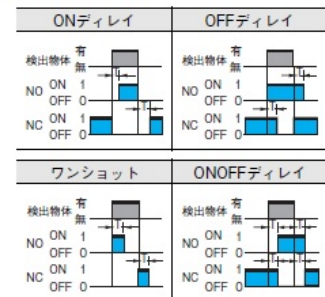 ONディレイ
検出物体 有
無
T
NO ON 1
OFF 0
T
NC ON 1
OFF 0
OFFディレイ
検出物体 有
無
T
NO ON 1
OFF 0
T
NC ON 1
OFF 0
ワンショット
検出物体 有
無
T
NO ON 1
OFF 0
T
NC ON 1
OFF 0
ONOFFディレイ
検出物体 有
無
T T
NO ON 1
OFF 0
T T
NC ON 1
OFF 0